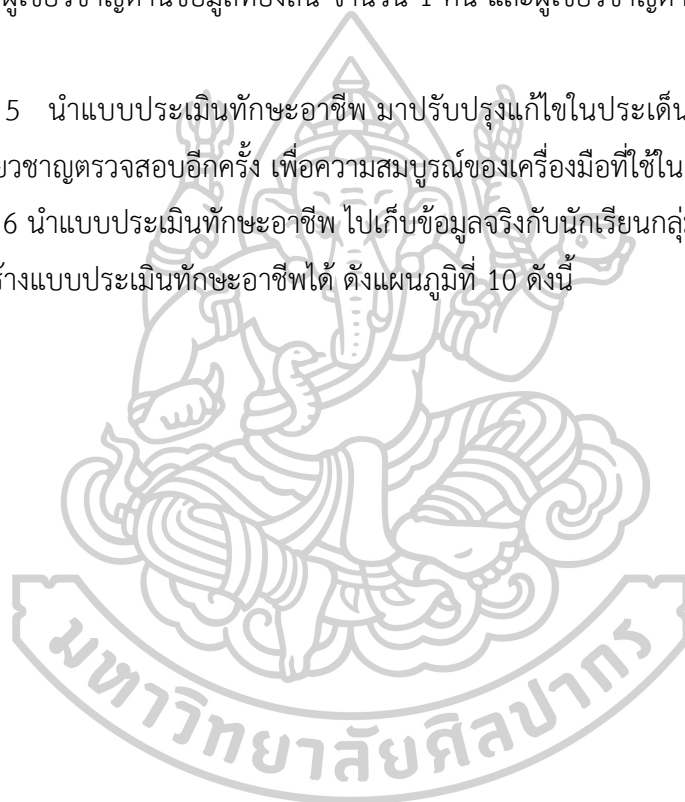 ผู้เชี่ยวชาญด้านข้อมูลท้องถิ่น จำนวน 1 คน และผู้เชี่ยวชาญ
5 นำแบบประเมินทักษะอาชีพ มาปรับปรุงแก้ไขในประเด็น
ยวชาญตรวจสอบอีกครั้ง เพื่อความสมบูรณ์ของเครื่องมือที่ใช้ใน
6 นำแบบประเมินทักษะอาชีพ ไปเก็บข้อมูลจริงกับนักเรียนกลุ่
ร้างแบบประเมินทักษะอาชีพได้ ดังแผนภูมิที่ 10 ดังนี้
มหาวิทยาลัยศิลปากร